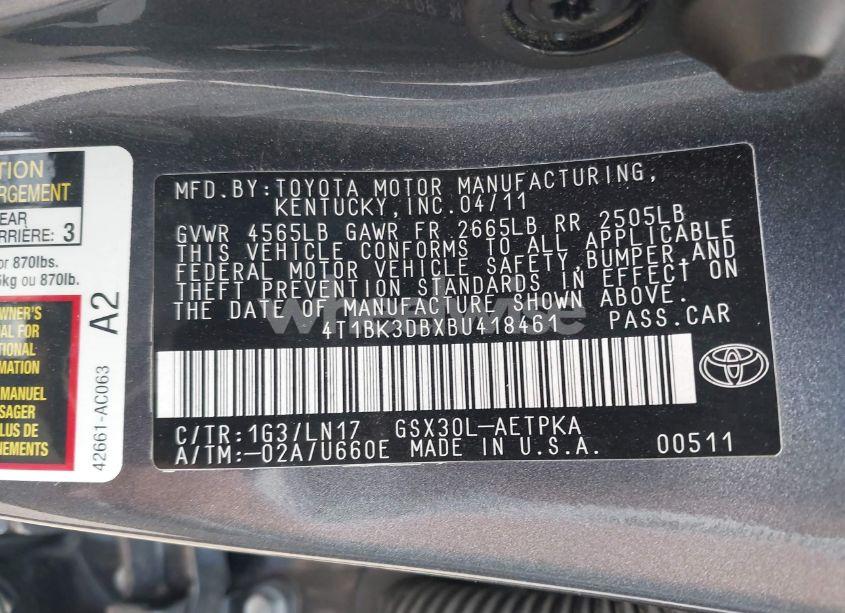 TION
RGEMENT
EAR
RRIÈRE: 3
or 870lbs.
kg ou 870lb.
WNER'S
AL FOR
TIONAL
MATION
MANUEL
SAGER
LUS DE
NEMENTS
A2
42661-AC063
MFD.BY:TOYOTA MOTOR MANUFACTURING,
KENTUCKY,INC.04/11
GVWR 4565LB GAWR FR 2665LB RR 2505LB
THIS VEHICLE CONFORMS TO ALL APPLICABLE
FEDERAL MOTOR VEHICLE SAFETY,BUMPER,AND
THEFT PREVENTION STANDARDS IN EFFECT ON
THE DATE OF MANUFACTURE SHOWN ABOVE.
4T1BK3DBXBU418461 PASS.CAR
C/TR:1G3/LN17 GSX30L-AETPKA
A/TM:-02A/U660E MADE IN U.S.A. 00511